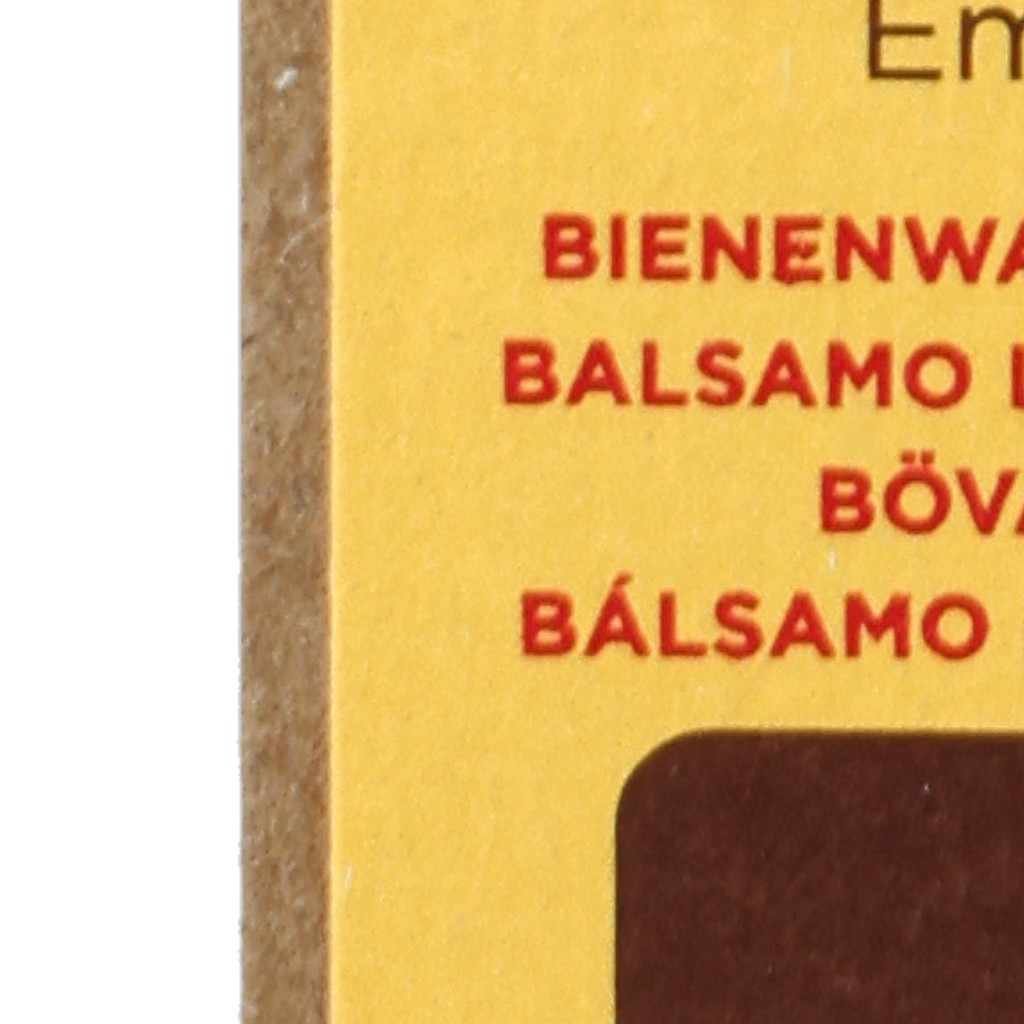 Em
BIENENWA
BALSAMO L
BÖVA
BÁLSAMO